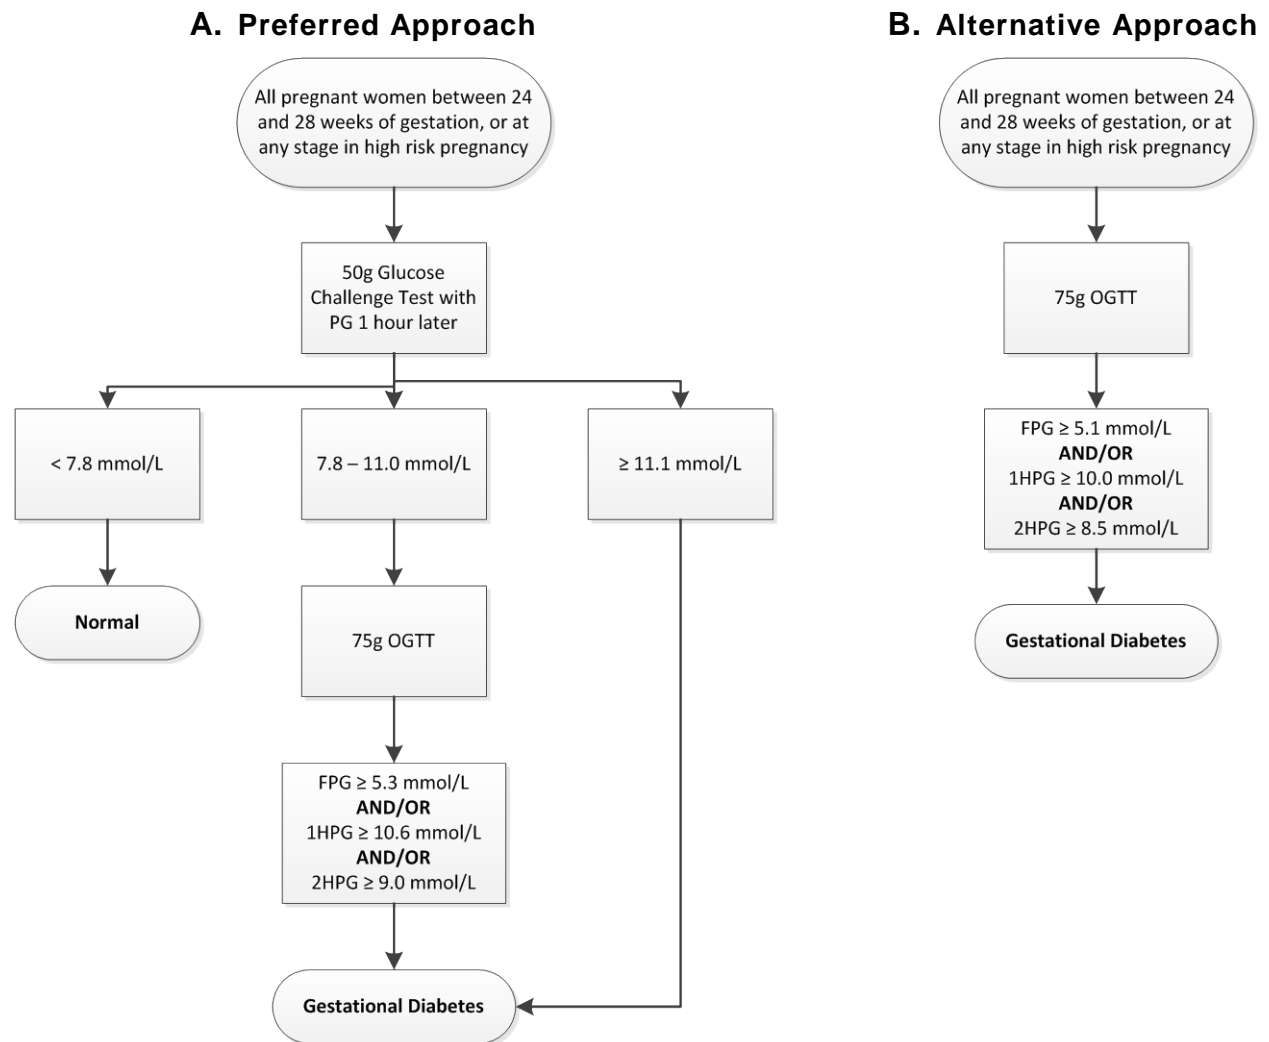 A. Preferred Approach
All pregnant women between 24
and 28 weeks of gestation, or at
any stage in high risk pregnancy
50g Glucose
Challenge Test with
PG 1 hour later
< 7.8 mmol/L
7.8 – 11.0 mmol/L
≥ 11.1 mmol/L
Normal
75g OGTT
FPG ≥ 5.3 mmol/L
AND/OR
1HPG ≥ 10.6 mmol/L
AND/OR
2HPG ≥ 9.0 mmol/L
Gestational Diabetes
B. Alternative Approach
All pregnant women between 24
and 28 weeks of gestation, or at
any stage in high risk pregnancy
75g OGTT
FPG ≥ 5.1 mmol/L
AND/OR
1HPG ≥ 10.0 mmol/L
AND/OR
2HPG ≥ 8.5 mmol/L
Gestational Diabetes